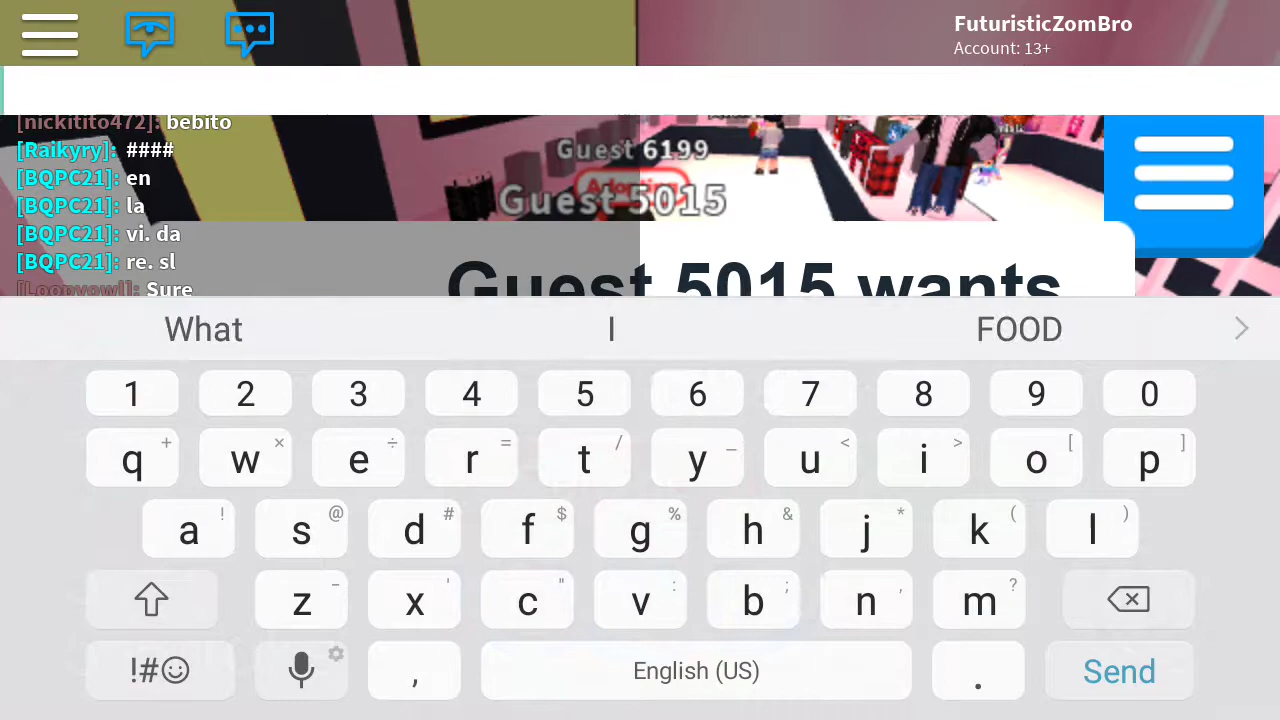 FuturisticZomBro
Account: 13+
[nickitito472]: bebito
[Raikyry]: ####
[BQPC21]: en
[BQPC21]: la
[BQPC21]: vi. da
[BQPC21]: re. sl
[Loopyowl]: Sure
Guest 6199
Guest 5015
Guest 5015 wants
What I FOOD
1 2 3 4 5 6 7 8 9 0
q + w × e ÷ r = t / y _ u < i > o [ p ]
a ! s @ d # f $ g % h & j * k ( l )
z - x ' c " v : b ; n , m ?
!#☺ , English (US) . Send